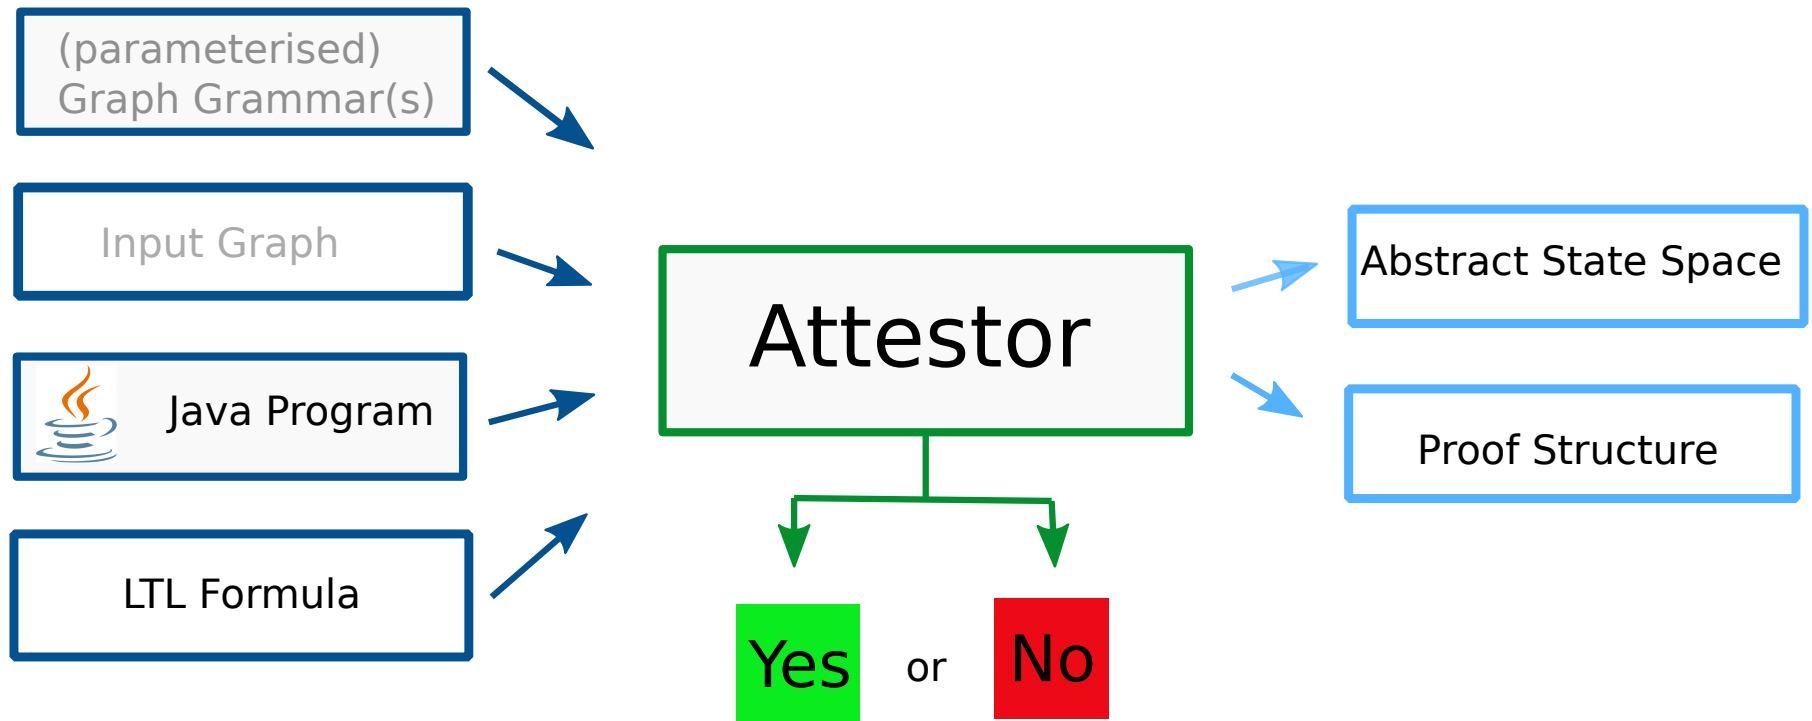 (parameterised)
Graph Grammar(s)
Input Graph
Java Program
LTL Formula
Attestor
Yes
or
No
Abstract State Space
Proof Structure